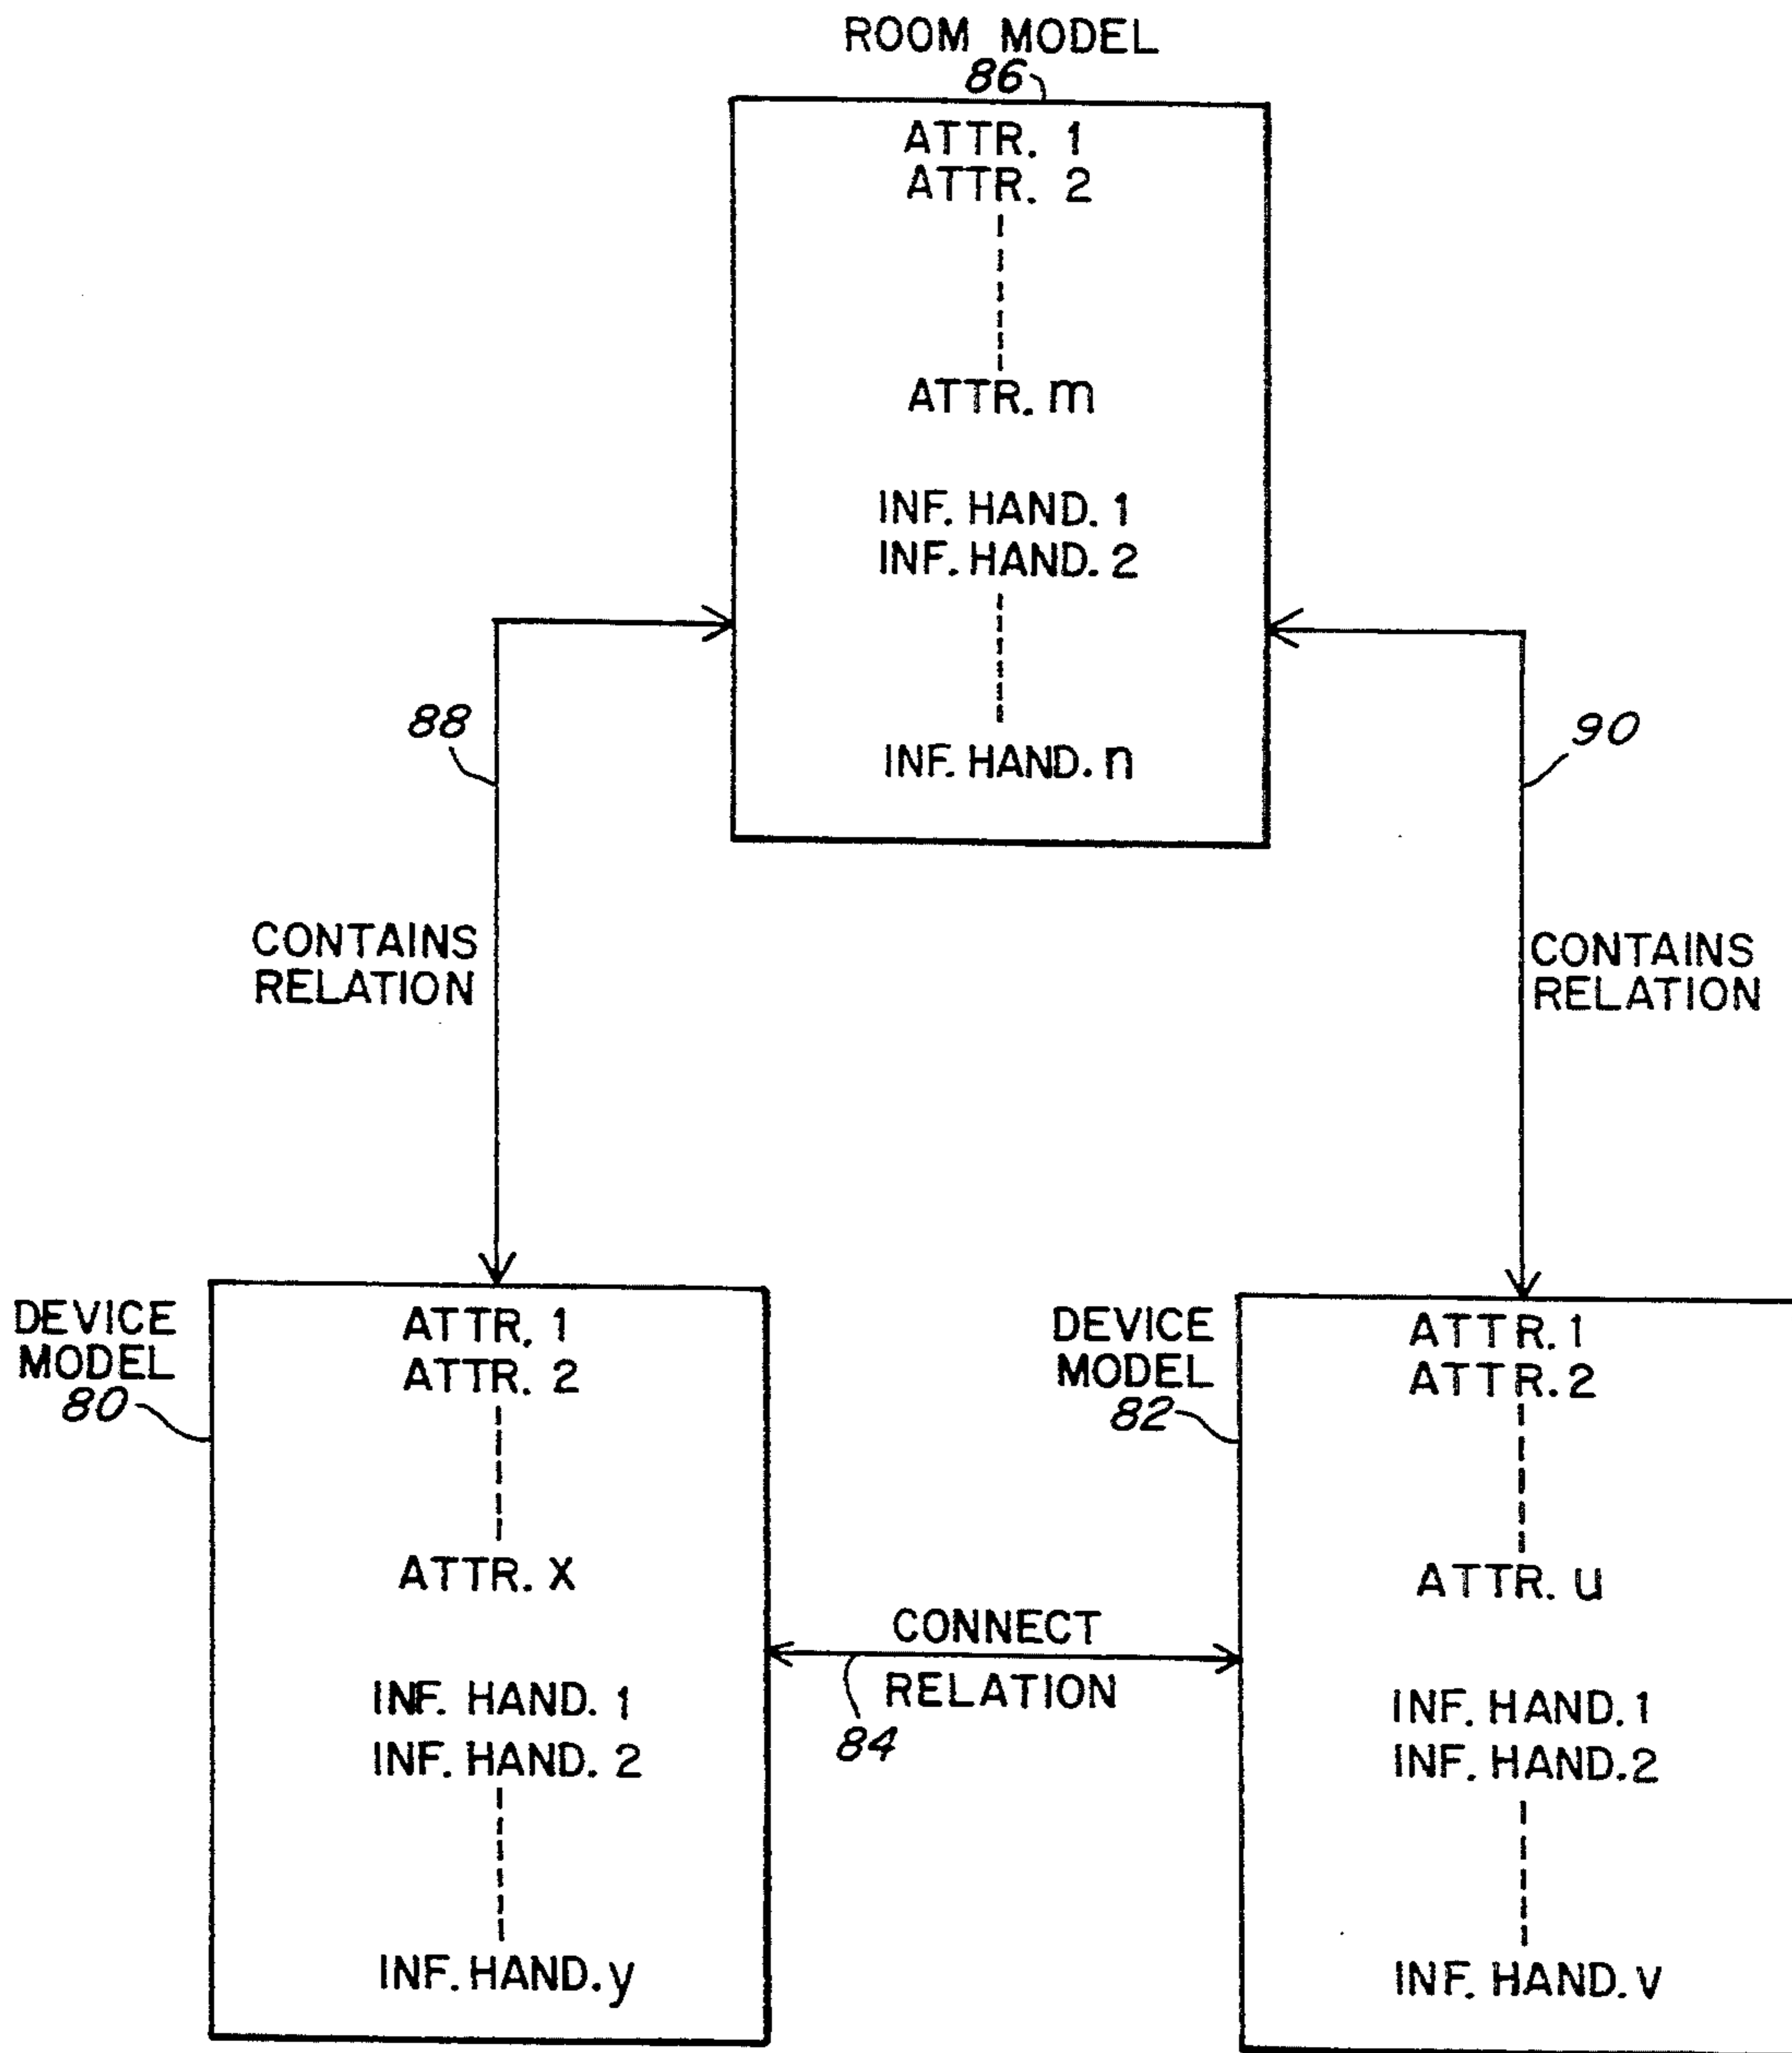 ROOM MODEL
86
ATTR. 1
ATTR. 2
ATTR. m
INF. HAND. 1
INF. HAND. 2
INF. HAND. n
88
90
CONTAINS
RELATION
CONTAINS
RELATION
DEVICE
MODEL
80
ATTR. 1
ATTR. 2
ATTR. x
INF. HAND. 1
INF. HAND. 2
INF. HAND. y
CONNECT
RELATION
84
DEVICE
MODEL
82
ATTR. 1
ATTR. 2
ATTR. u
INF. HAND. 1
INF. HAND. 2
INF. HAND. v